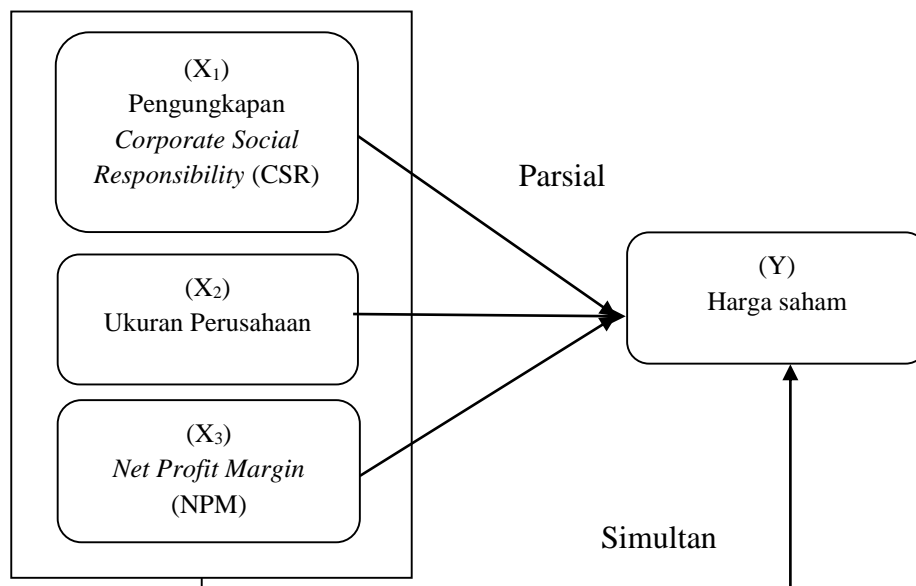 (X₁)
Pengungkapan
Corporate Social
Responsibility (CSR)
Parsial
(X₂)
Ukuran Perusahaan
(Y)
Harga saham
(X₃)
Net Profit Margin
(NPM)
Simultan